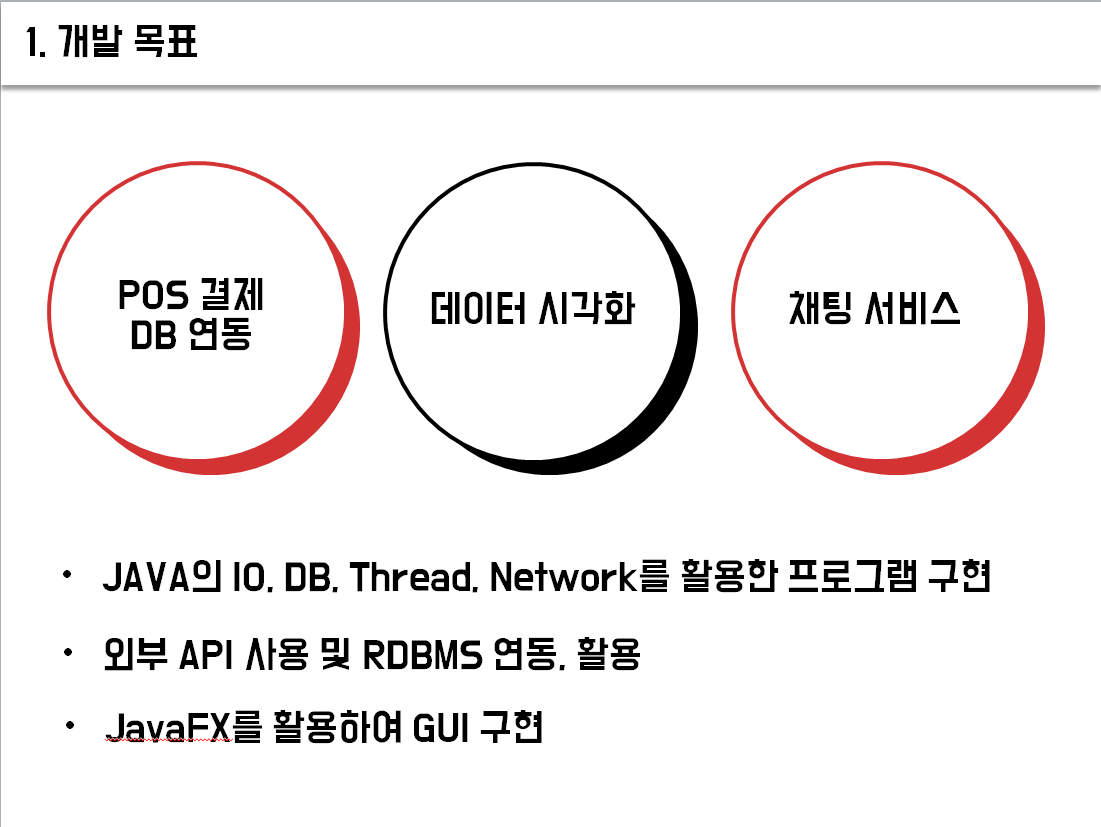 1. 개발 목표
POS 결제
DB 연동
데이터 시각화
채팅 서비스
• JAVA의 IO, DB, Thread, Network를 활용한 프로그램 구현
• 외부 API 사용 및 RDBMS 연동, 활용
• JavaFX를 활용하여 GUI 구현